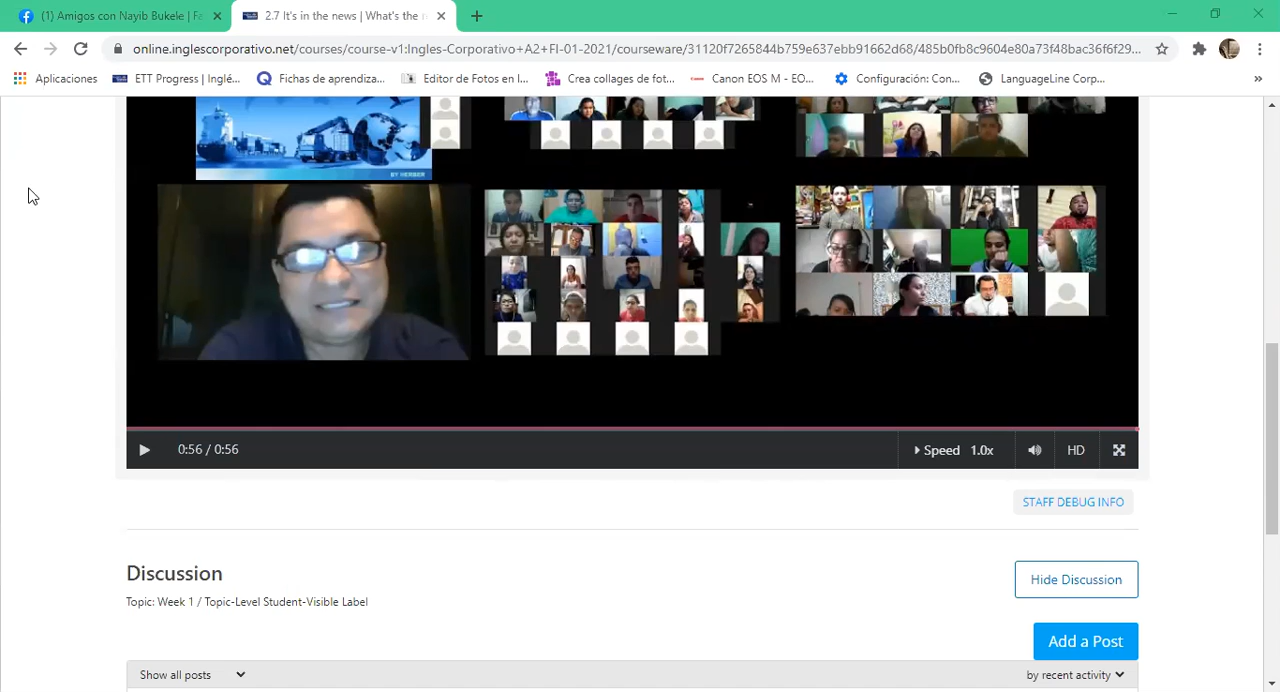 (1) Amigos con Nayib Bukele | Fa
2.7 It's in the news | What's the r
online.inglescorporativo.net/courses/course-v1:Ingles-Corporativo+A2+FI-01-2021/courseware/31120f7265844b759e637ebb91662d68/485b0fb8c9604e80a73f48bac36f6f29...
Aplicaciones
ETT Progress | Inglé...
Fichas de aprendiza...
Editor de Fotos en l...
Crea collages de fot...
Canon EOS M - EO...
Configuración: Con...
LanguageLine Corp...
»
BY HERBER
0:56 / 0:56
Speed 1.0x
HD
STAFF DEBUG INFO
Discussion
Hide Discussion
Topic: Week 1 / Topic-Level Student-Visible Label
Add a Post
Show all posts
by recent activity